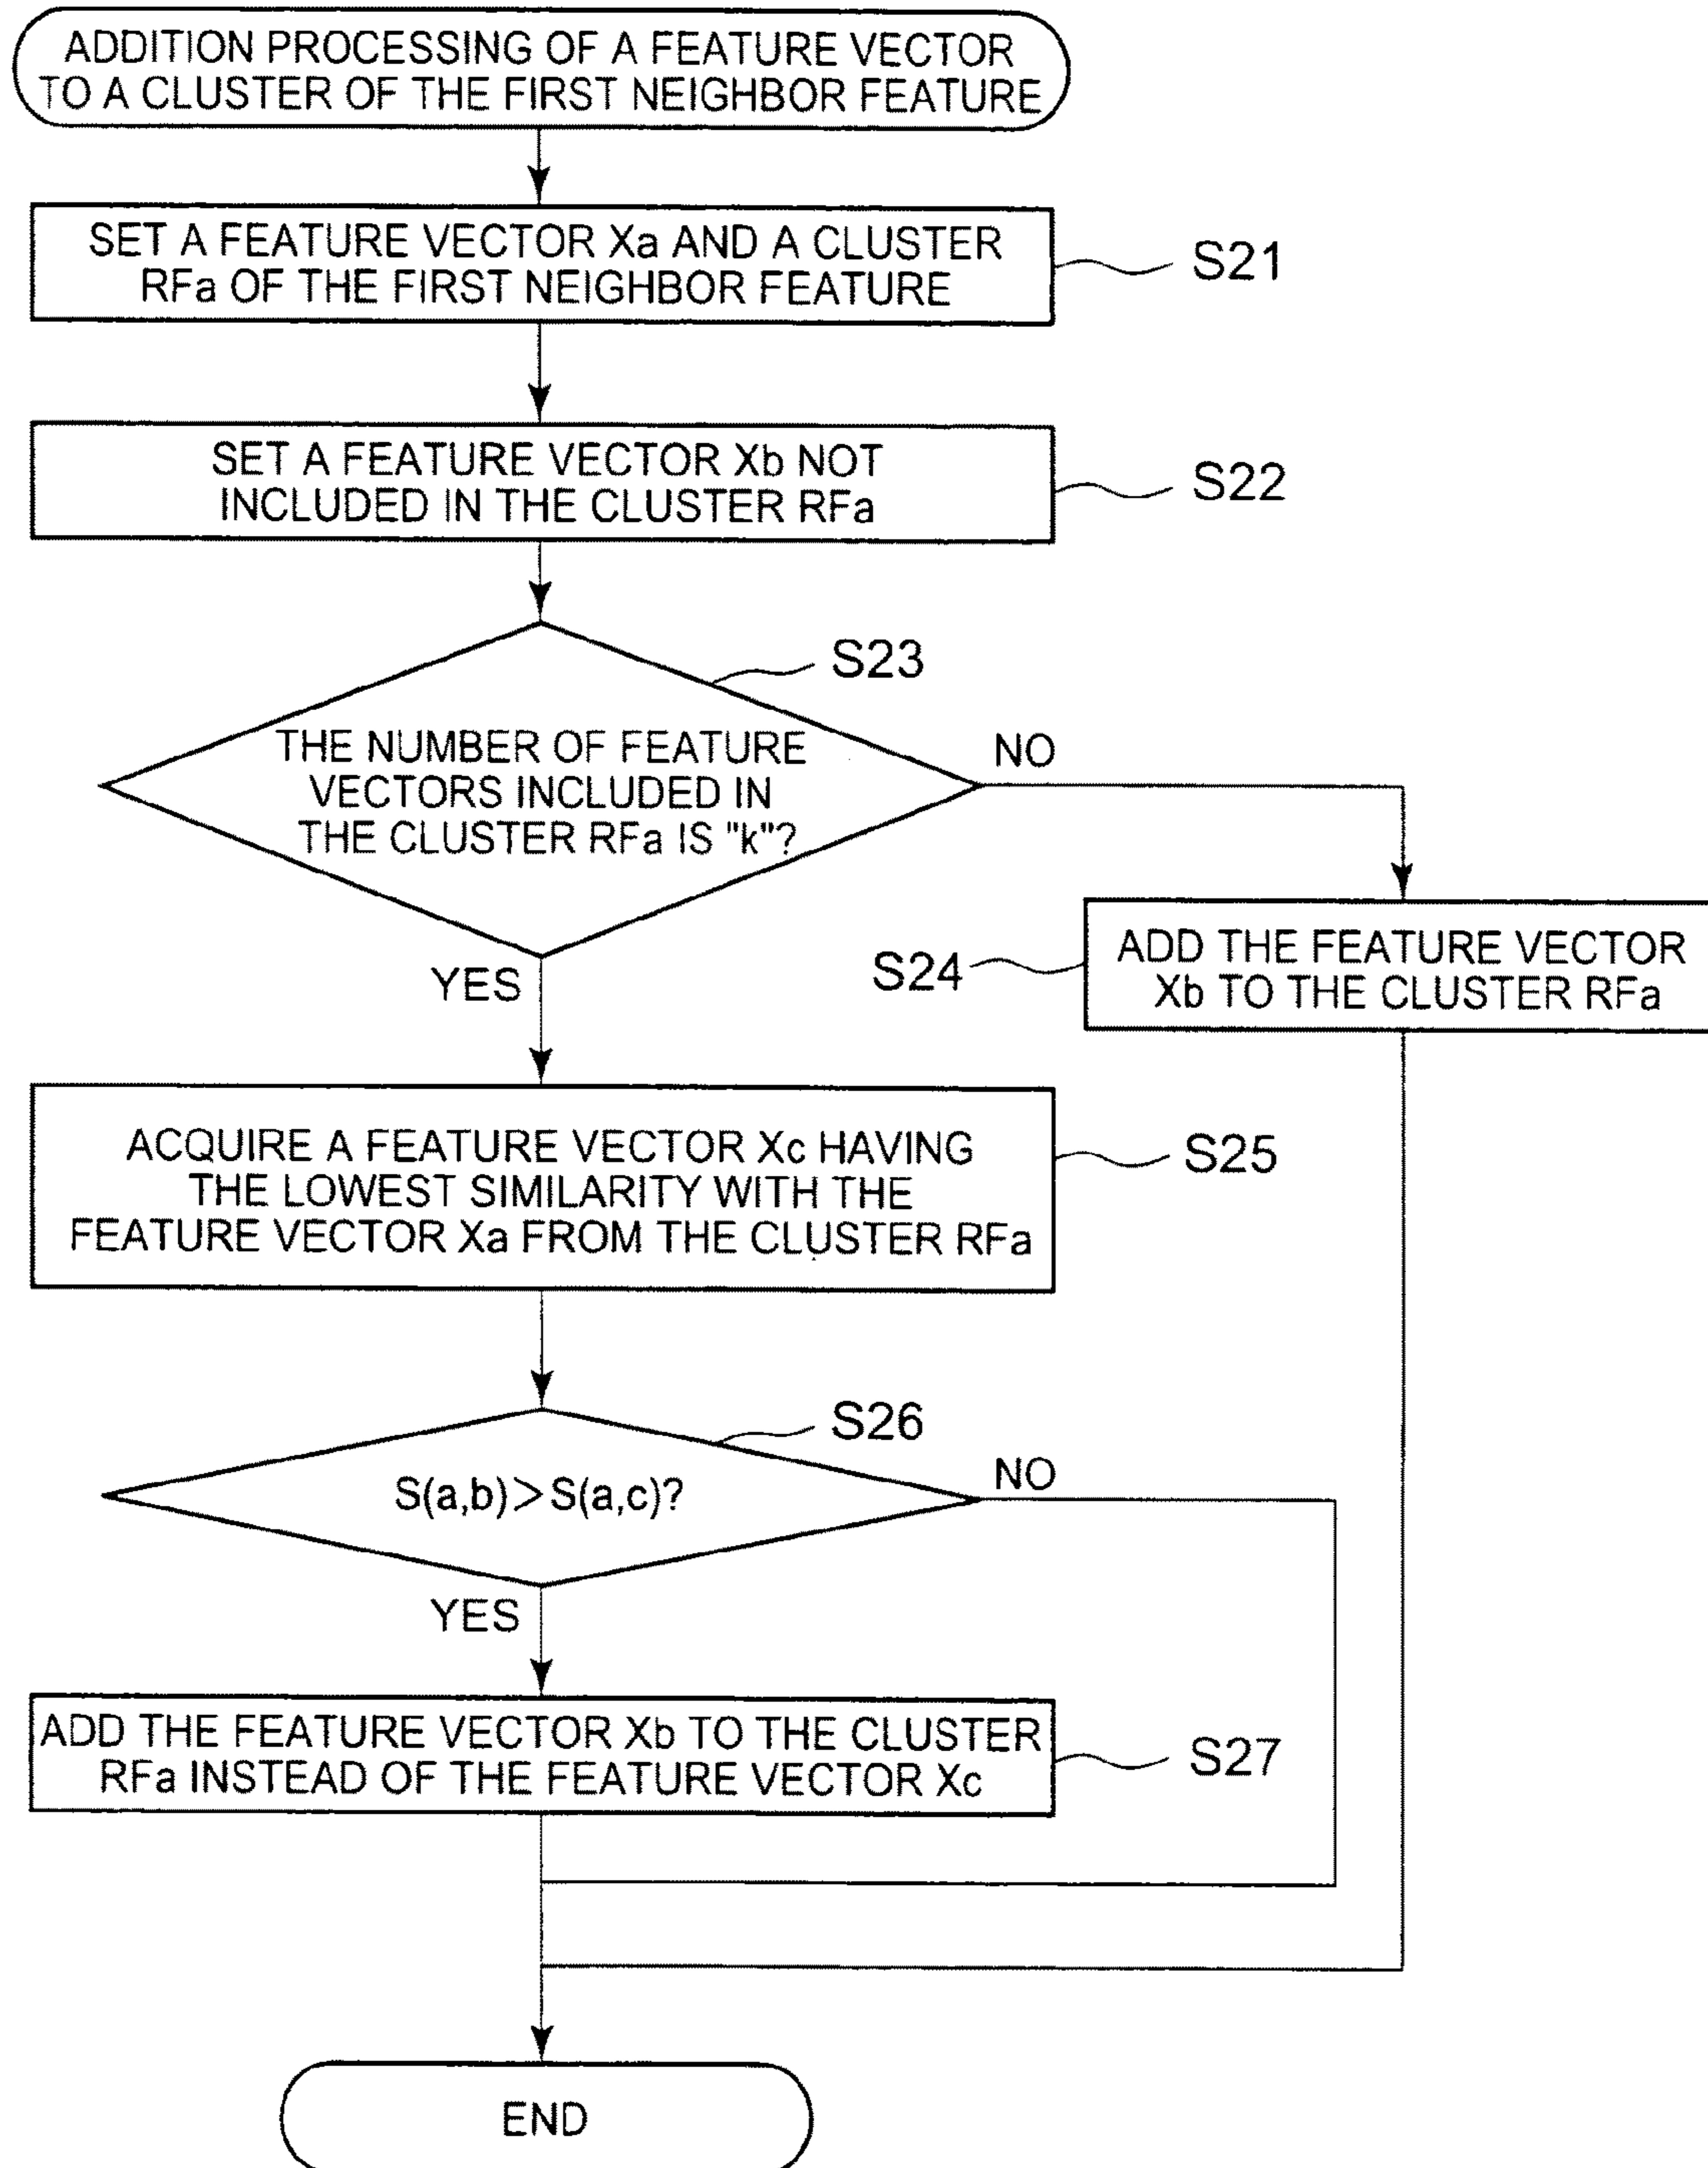 ADDITION PROCESSING OF A FEATURE VECTOR
TO A CLUSTER OF THE FIRST NEIGHBOR FEATURE
SET A FEATURE VECTOR Xa AND A CLUSTER
RFa OF THE FIRST NEIGHBOR FEATURE
S21
SET A FEATURE VECTOR Xb NOT
INCLUDED IN THE CLUSTER RFa
S22
S23
THE NUMBER OF FEATURE
VECTORS INCLUDED IN
THE CLUSTER RFa IS "k"?
NO
YES
S24
ADD THE FEATURE VECTOR
Xb TO THE CLUSTER RFa
ACQUIRE A FEATURE VECTOR Xc HAVING
THE LOWEST SIMILARITY WITH THE
FEATURE VECTOR Xa FROM THE CLUSTER RFa
S25
S26
S(a,b)>S(a,c)?
NO
YES
ADD THE FEATURE VECTOR Xb TO THE CLUSTER
RFa INSTEAD OF THE FEATURE VECTOR Xc
S27
END